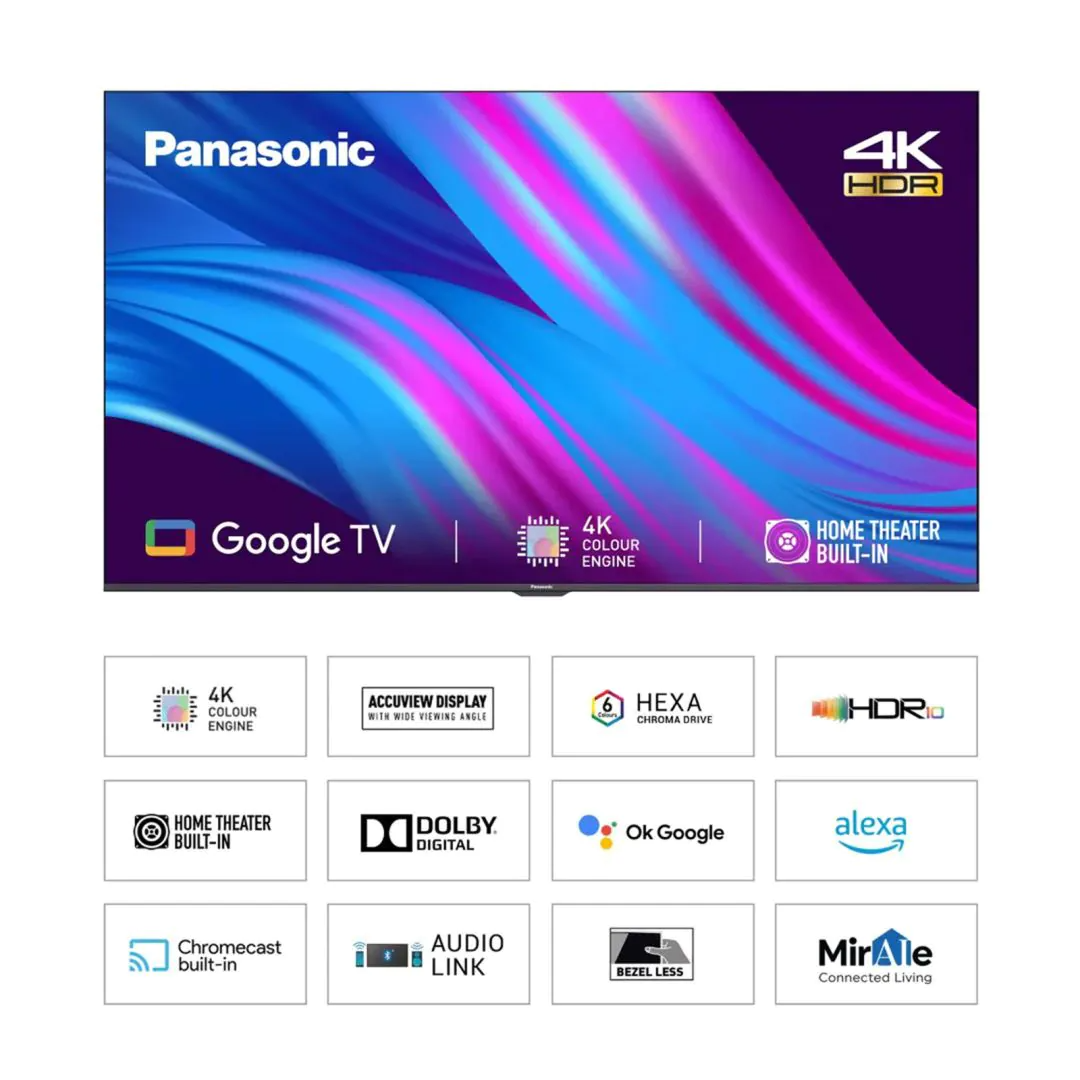 Panasonic
4K
HDR
Google TV
4K
COLOUR
ENGINE
HOME THEATER
BUILT-IN
Panasonic
4K
COLOUR
ENGINE
ACCUVIEW DISPLAY
WITH WIDE VIEWING ANGLE
6
Colours
HEXA
CHROMA DRIVE
HDR10
HOME THEATER
BUILT-IN
DOLBY®
DIGITAL
Ok Google
alexa
Chromecast
built-in
AUDIO
LINK
BEZEL LESS
MirAIe
Connected Living